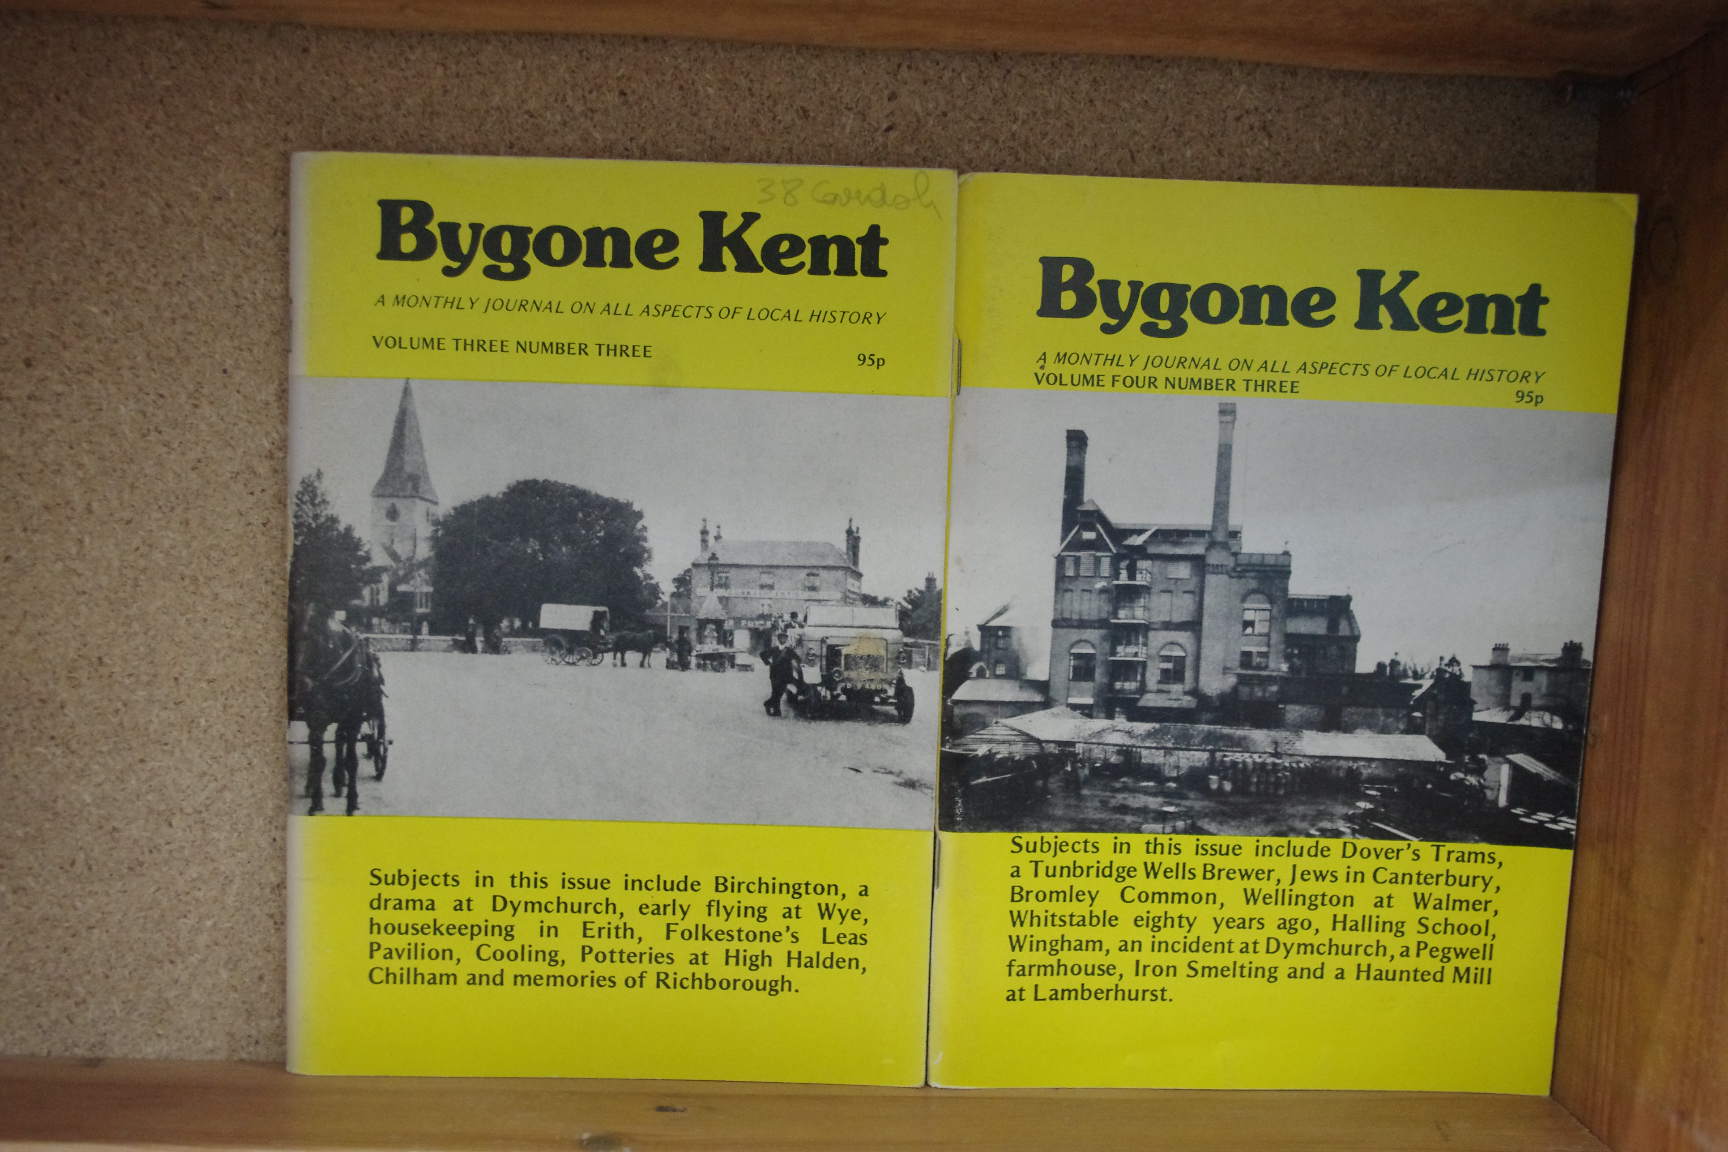 38
Bygone Kent
A MONTHLY JOURNAL ON ALL ASPECTS OF LOCAL HISTORY
VOLUME THREE NUMBER THREE
95p
Subjects in this issue include Birchington, a
drama at Dymchurch, early flying at Wye,
housekeeping in Erith, Folkestone's Leas
Pavilion, Cooling, Potteries at High Halden,
Chilham and memories of Richborough.
Bygone Kent
A MONTHLY JOURNAL ON ALL ASPECTS OF LOCAL HISTORY
VOLUME FOUR NUMBER THREE
95p
Subjects in this issue include Dover's Trams,
a Tunbridge Wells Brewer, Jews in Canterbury,
Bromley Common, Wellington at Walmer,
Whitstable eighty years ago, Halling School,
Wingham, an incident at Dymchurch, a Pegwell
farmhouse, Iron Smelting and a Haunted Mill
at Lamberhurst.